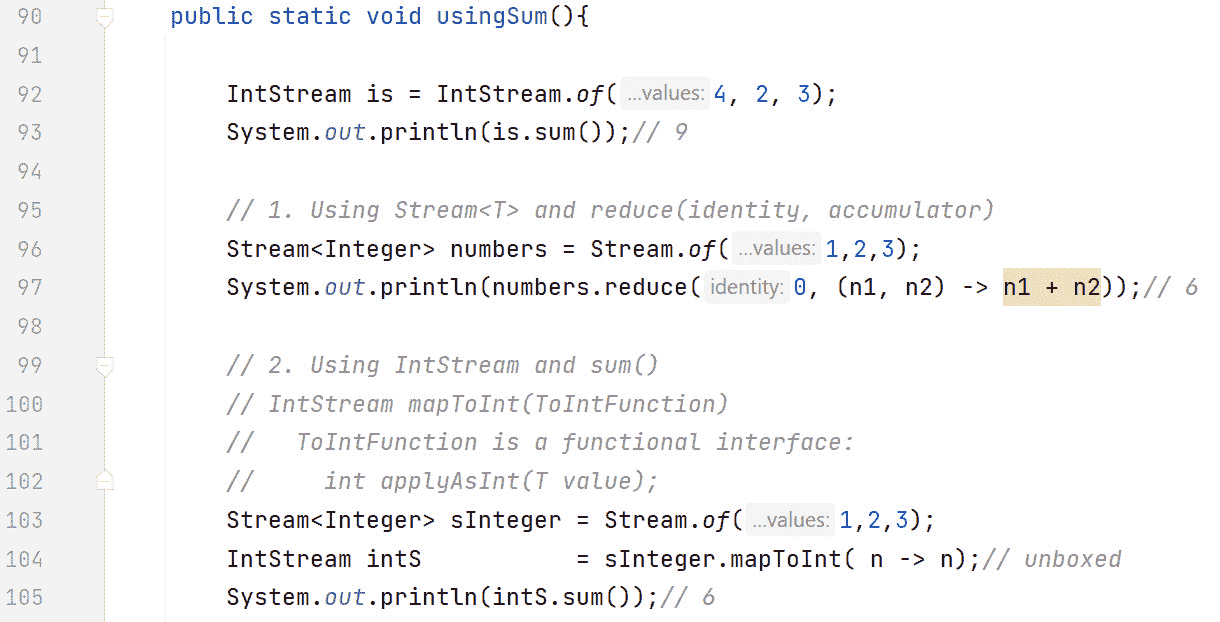 90 public static void usingSum(){
91
92 IntStream is = IntStream.of( ...values: 4, 2, 3);
93 System.out.println(is.sum());// 9
94
95 // 1. Using Stream<T> and reduce(identity, accumulator)
96 Stream<Integer> numbers = Stream.of( ...values: 1,2,3);
97 System.out.println(numbers.reduce( identity: 0, (n1, n2) -> n1 + n2));// 6
98
99 // 2. Using IntStream and sum()
100 // IntStream mapToInt(ToIntFunction)
101 //   ToIntFunction is a functional interface:
102 //     int applyAsInt(T value);
103 Stream<Integer> sInteger = Stream.of( ...values: 1,2,3);
104 IntStream intS           = sInteger.mapToInt( n -> n);// unboxed
105 System.out.println(intS.sum());// 6